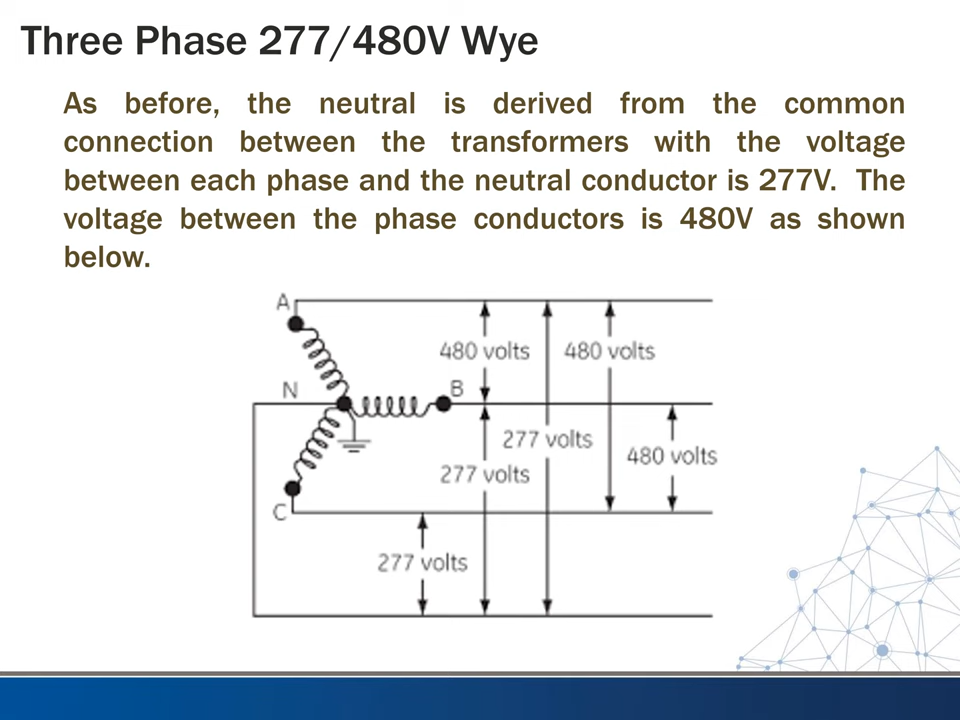 Three Phase 277/480V Wye
As before, the neutral is derived from the common
connection between the transformers with the voltage
between each phase and the neutral conductor is 277V. The
voltage between the phase conductors is 480V as shown
below.
A
480 volts 480 volts
N B
277 volts
480 volts
277 volts
C
277 volts